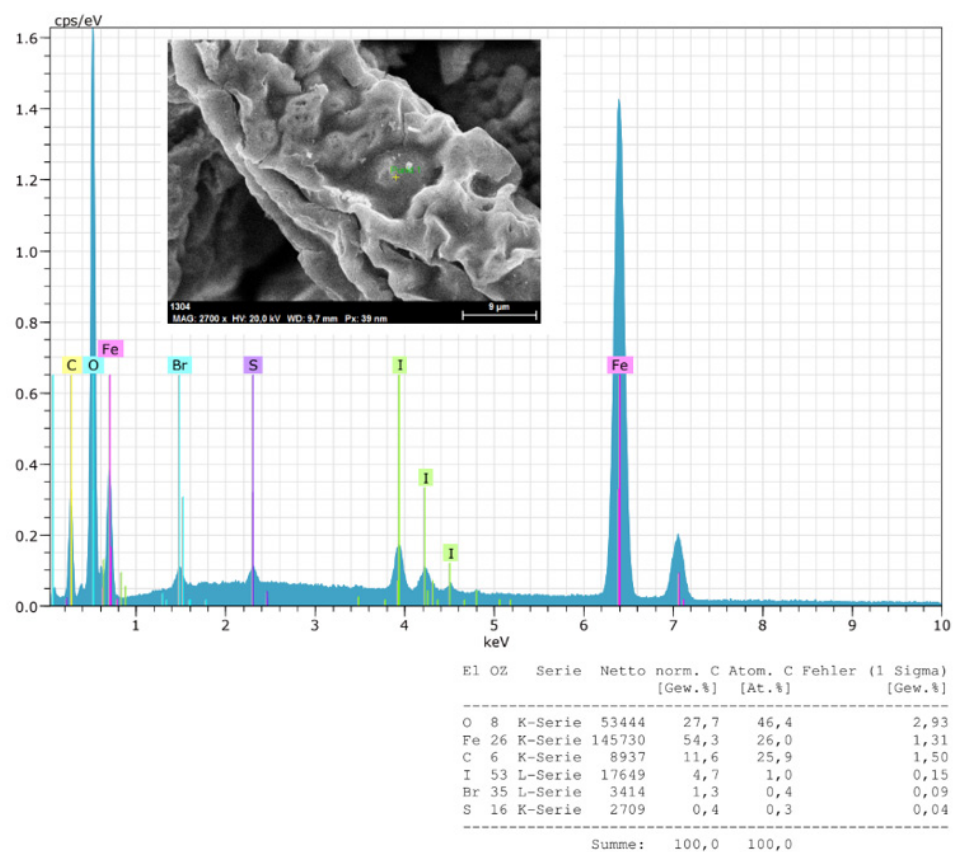 cps/eV
1.6
1.4
1.2
1.0
0.8
0.6
0.4
0.2
0.0
C O Fe Br S I I I Fe
1304
MAG: 2700 x HV: 20,0 kV WD: 9,7 mm Px: 39 nm
9 µm
1 2 3 4 5 6 7 8 9 10
keV
El OZ Serie Netto norm. C Atom. C Fehler (1 Sigma)
[Gew.%] [At.%] [Gew.%]
O 8 K-Serie 53444 27,7 46,4 2,93
Fe 26 K-Serie 145730 54,3 26,0 1,31
C 6 K-Serie 8937 11,6 25,9 1,50
I 53 L-Serie 17649 4,7 1,0 0,15
Br 35 L-Serie 3414 1,3 0,4 0,09
S 16 K-Serie 2709 0,4 0,3 0,04
Summe: 100,0 100,0